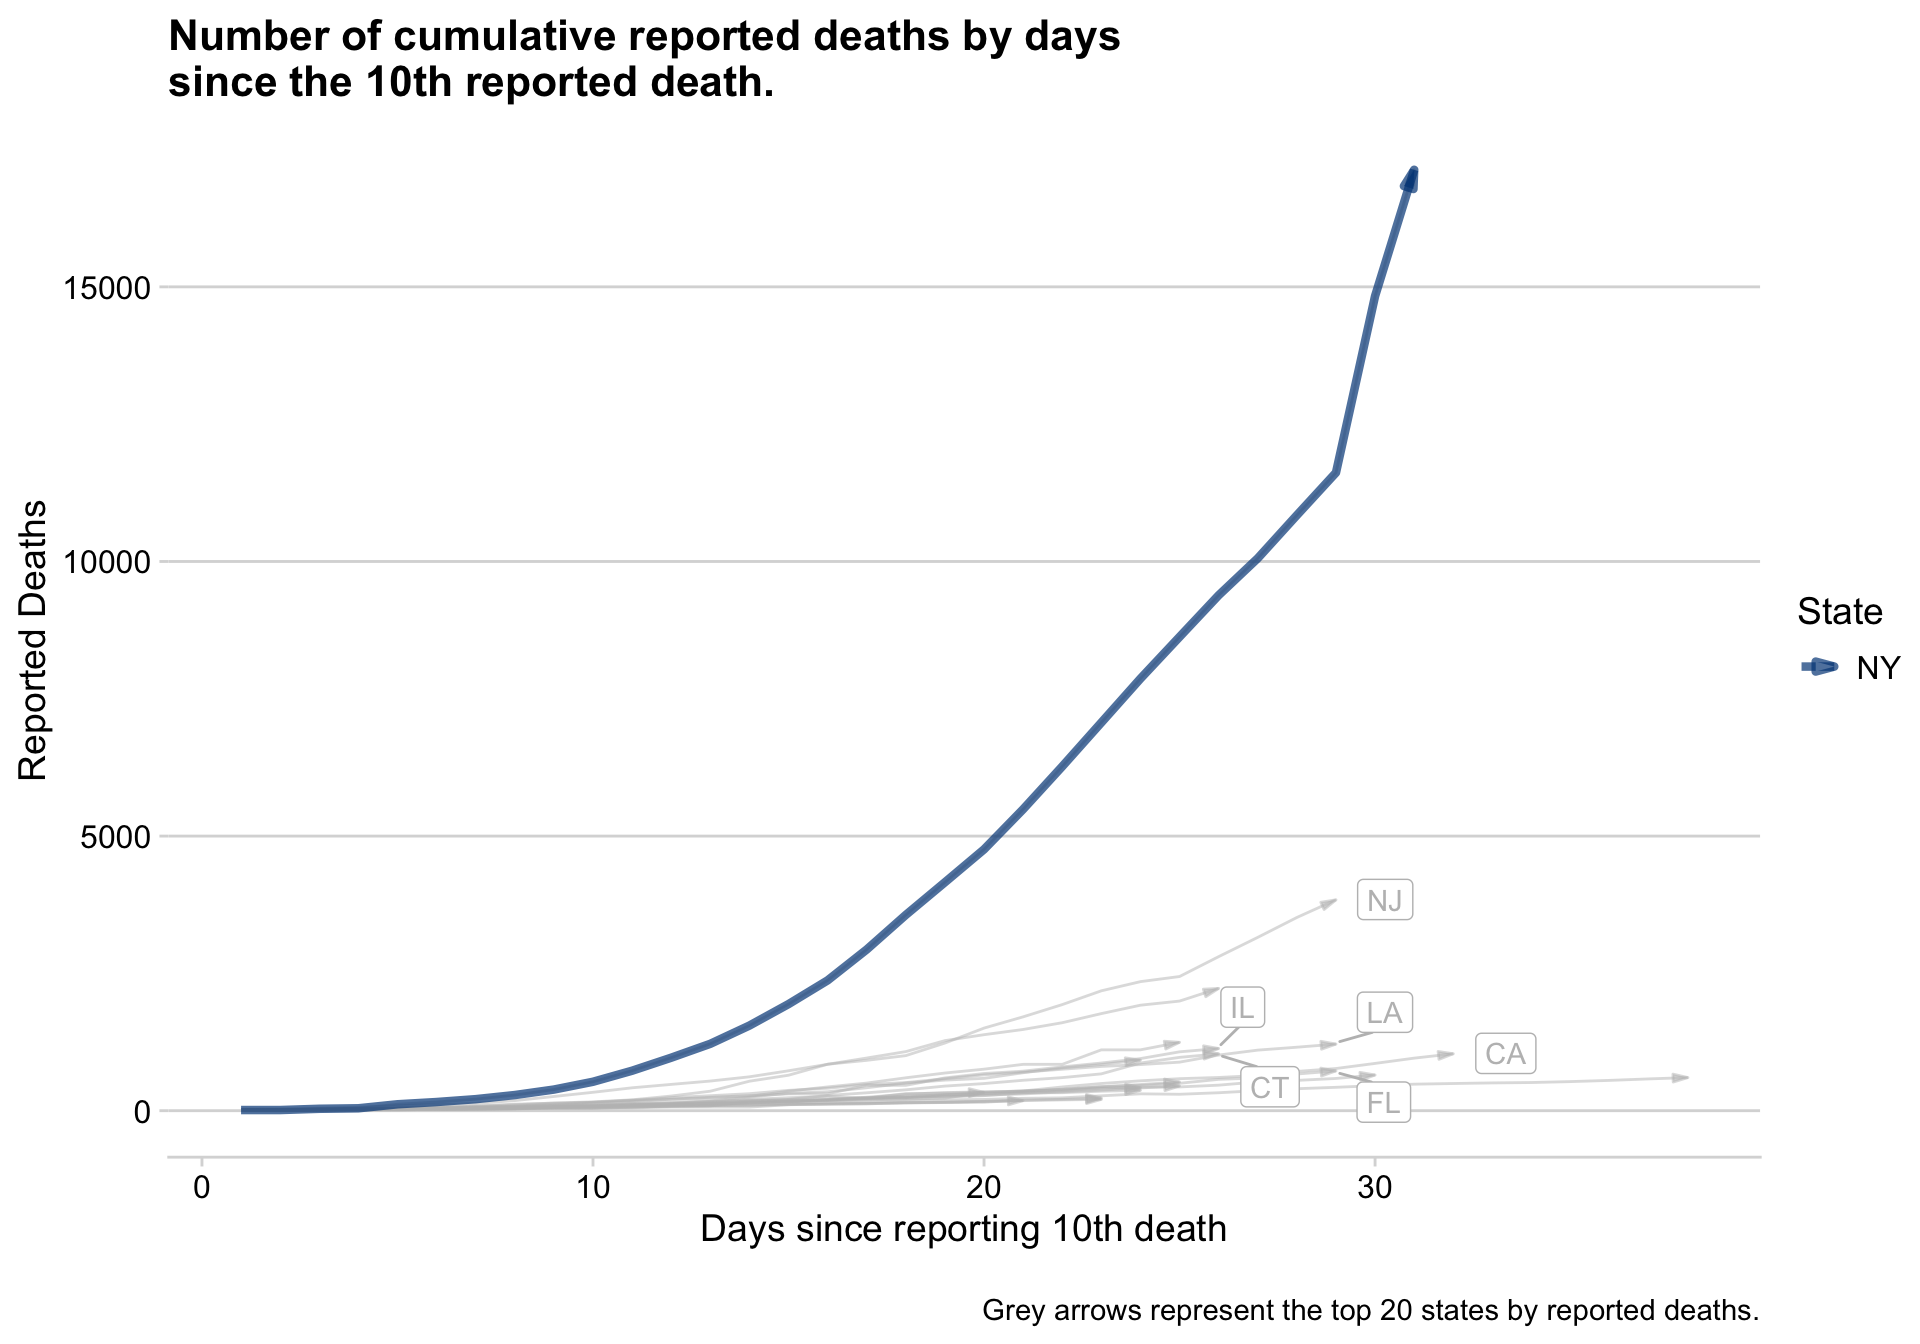 Number of cumulative reported deaths by days
since the 10th reported death.
Reported Deaths
15000
10000
5000
0
NJ
IL
LA
CA
CT
FL
State
NY
0
10
20
30
Days since reporting 10th death
Grey arrows represent the top 20 states by reported deaths.